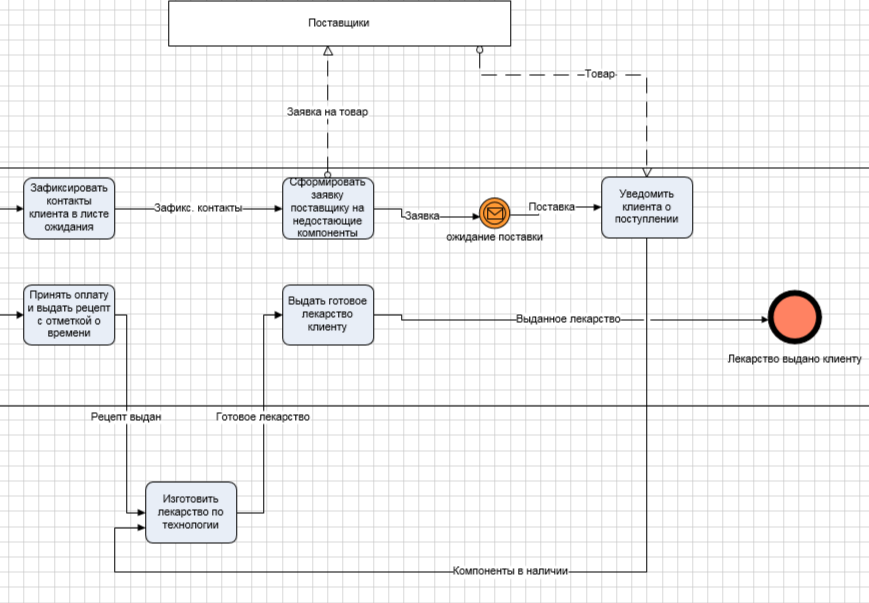 Поставщики
Товар
Заявка на товар
Зафиксировать
контакты
клиента в листе
ожидания
Зафикс. контакты
Сформировать
заявку
поставщику на
недостающие
компоненты
Заявка
ожидание поставки
Поставка
Уведомить
клиента о
поступлении
Принять оплату
и выдать рецепт
с отметкой о
времени
Выдать готовое
лекарство
клиенту
Выданное лекарство
Лекарство выдано клиенту
Рецепт выдан
Готовое лекарство
Изготовить
лекарство по
технологии
Компоненты в наличии